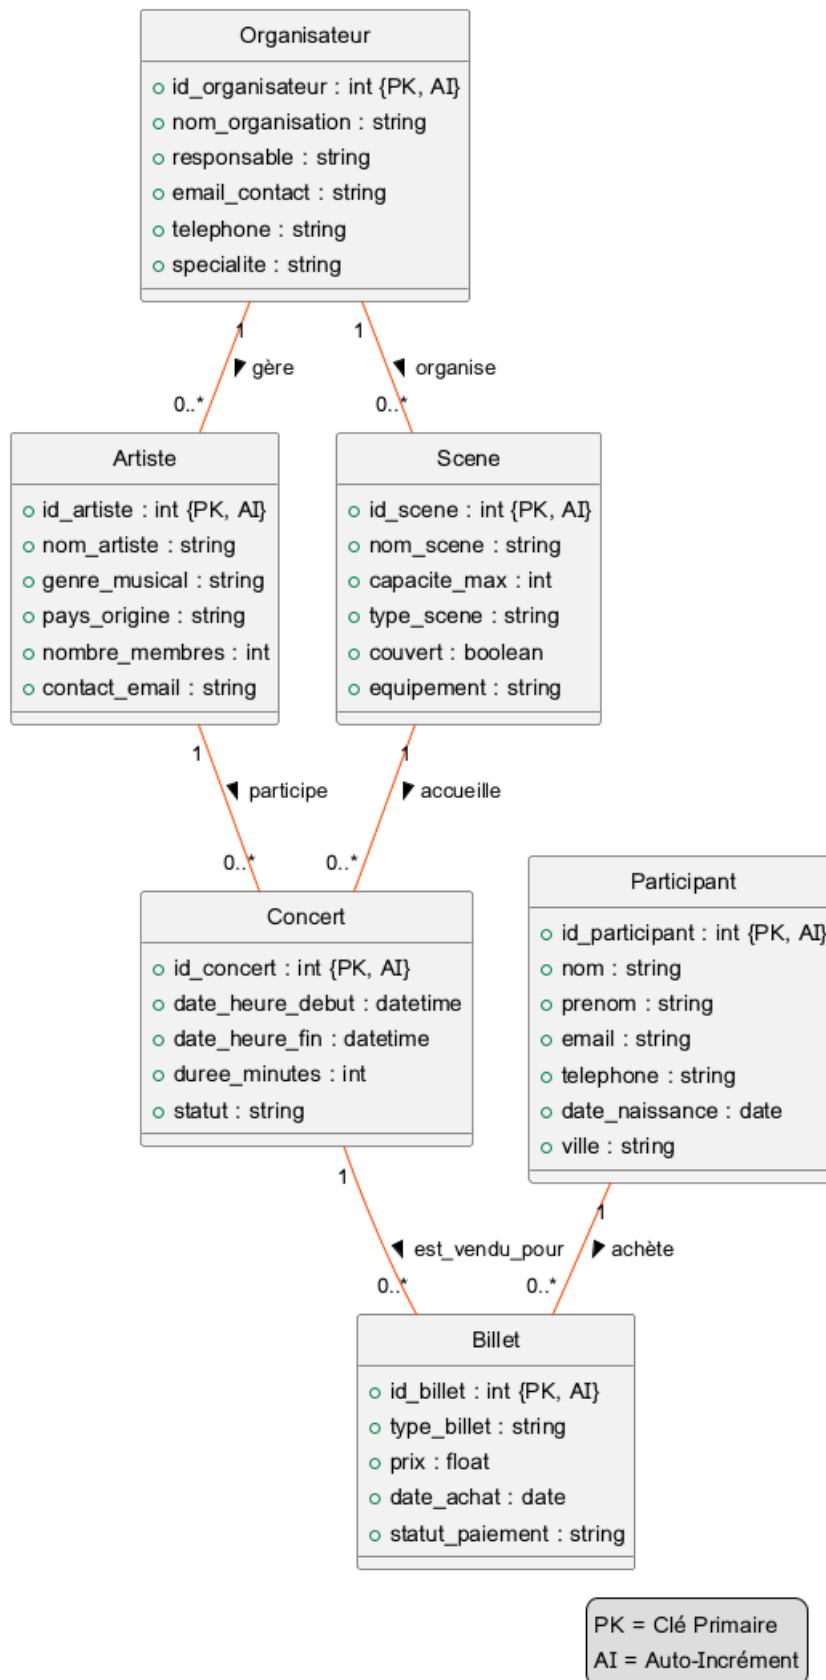 Organisateur
id_organisateur : int {PK, AI}
nom_organisation : string
responsable : string
email_contact : string
telephone : string
specialite : string
1
1
gère
organise
0..*
0..*
Artiste
id_artiste : int {PK, AI}
nom_artiste : string
genre_musical : string
pays_origine : string
nombre_membres : int
contact_email : string
Scene
id_scene : int {PK, AI}
nom_scene : string
capacite_max : int
type_scene : string
couvert : boolean
equipement : string
1
1
participe
accueille
0..*
0..*
Concert
id_concert : int {PK, AI}
date_heure_debut : datetime
date_heure_fin : datetime
duree_minutes : int
statut : string
Participant
id_participant : int {PK, AI}
nom : string
prenom : string
email : string
telephone : string
date_naissance : date
ville : string
1
1
est_vendu_pour
achète
0..*
0..*
Billet
id_billet : int {PK, AI}
type_billet : string
prix : float
date_achat : date
statut_paiement : string
PK = Clé Primaire
AI = Auto-Incrément